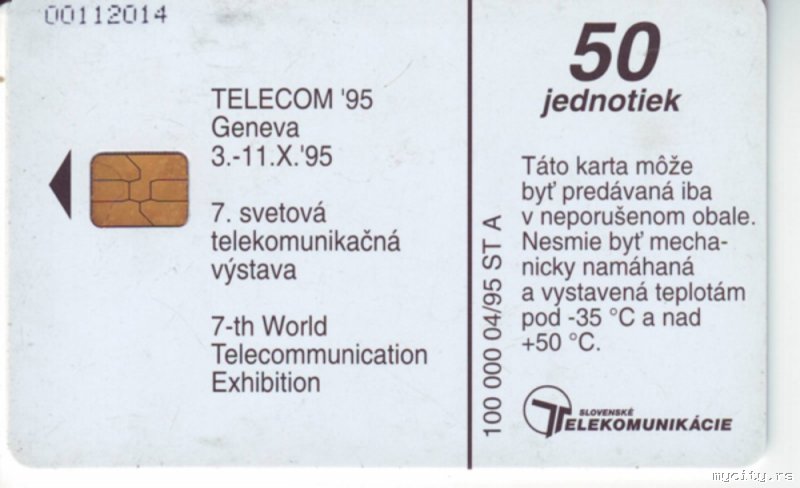 00112014
TELECOM '95
Geneva
3.-11.X.'95
7. svetová
telekomunikačná
výstava
7-th World
Telecommunication
Exhibition
100 000 04/95 ST A
50
jednotiek
Táto karta môže
byť predávaná iba
v neporušenom obale.
Nesmie byť mecha-
nicky namáhaná
a vystavená teplotám
pod -35 °C a nad
+50 °C.
SLOVENSKÉ
TELEKOMUNIKÁCIE
mycity.rs